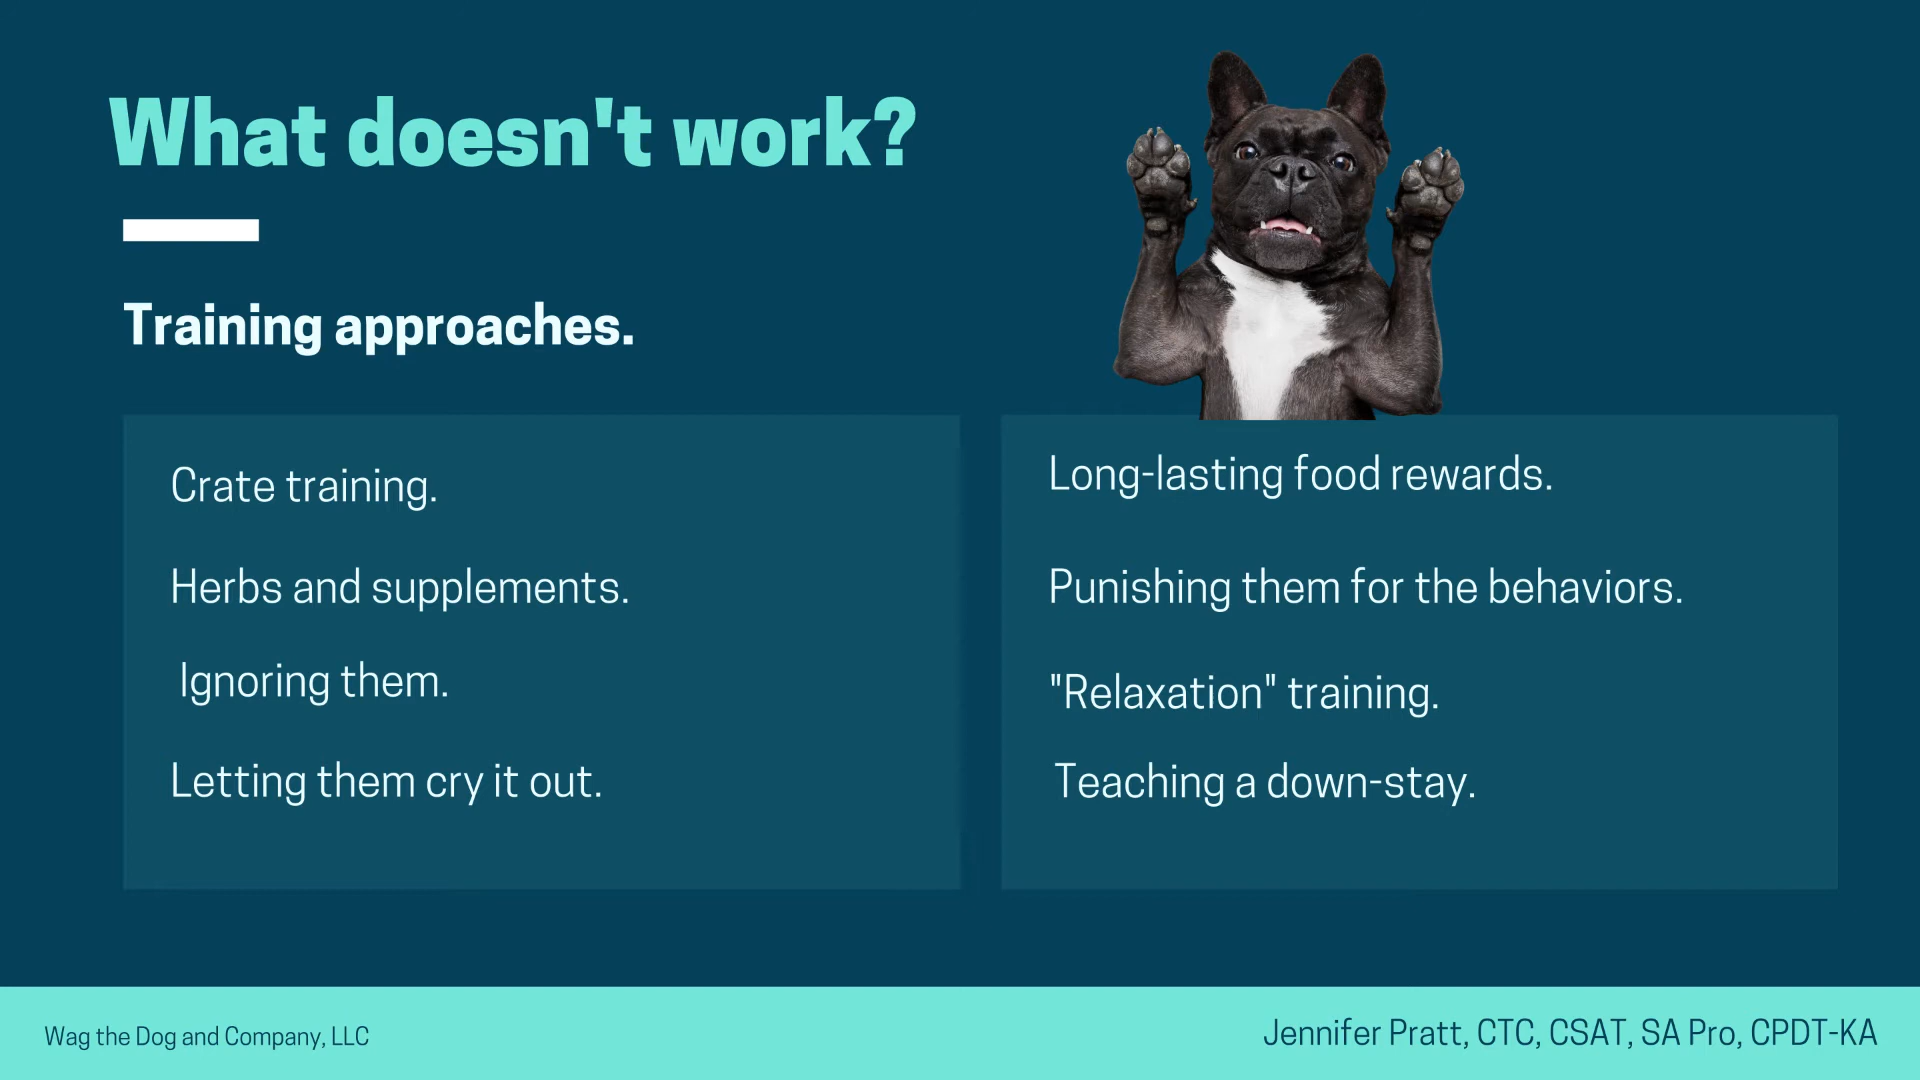 What doesn't work?
Training approaches.
Crate training.
Herbs and supplements.
Ignoring them.
Letting them cry it out.
Long-lasting food rewards.
Punishing them for the behaviors.
"Relaxation" training.
Teaching a down-stay.
Wag the Dog and Company, LLC
Jennifer Pratt, CTC, CSAT, SA Pro, CPDT-KA